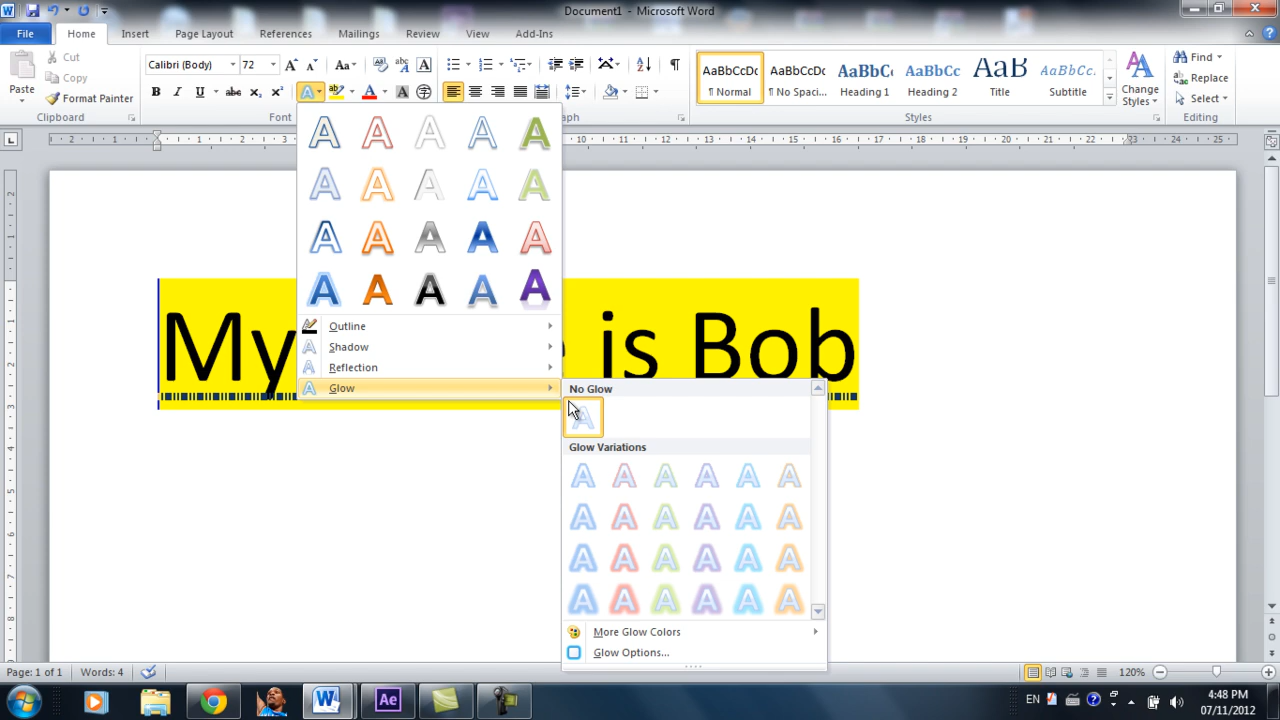 Document1 - Microsoft Word
File Home Insert Page Layout References Mailings Review View Add-Ins
Paste
Cut
Copy
Format Painter
Clipboard
Calibri (Body) 72
Font
AaBbCcDc AaBbCcDc AaBbC AaBbCc AaB AaBbCc
¶ Normal ¶ No Spaci... Heading 1 Heading 2 Title Subtitle
Change Styles
Styles
Find
Replace
Select
Editing
My is Bob
Outline
Shadow
Reflection
Glow
No Glow
Glow Variations
More Glow Colors
Glow Options...
Page: 1 of 1 Words: 4 120%
EN 4:48 PM
07/11/2012